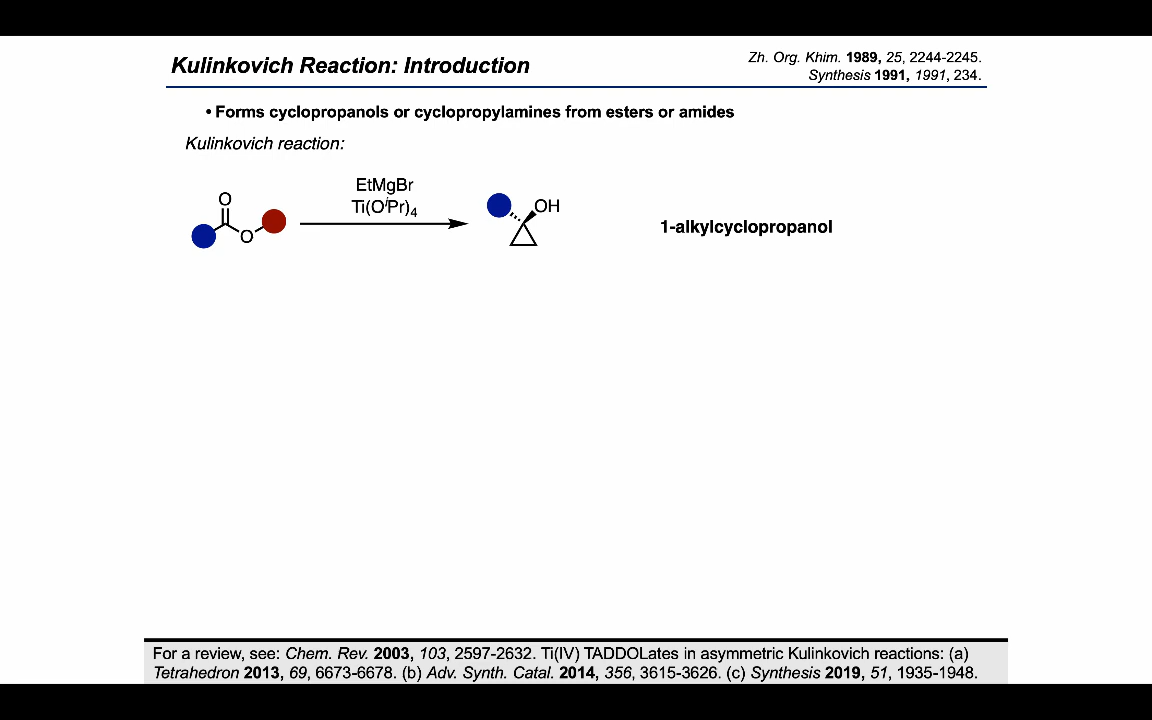 Kulinkovich Reaction: Introduction
Zh. Org. Khim. 1989, 25, 2244-2245.
Synthesis 1991, 1991, 234.
• Forms cyclopropanols or cyclopropylamines from esters or amides
Kulinkovich reaction:
O
O
EtMgBr
Ti(OⁱPr)₄
OH
1-alkylcyclopropanol
For a review, see: Chem. Rev. 2003, 103, 2597-2632. Ti(IV) TADDOLates in asymmetric Kulinkovich reactions: (a)
Tetrahedron 2013, 69, 6673-6678. (b) Adv. Synth. Catal. 2014, 356, 3615-3626. (c) Synthesis 2019, 51, 1935-1948.